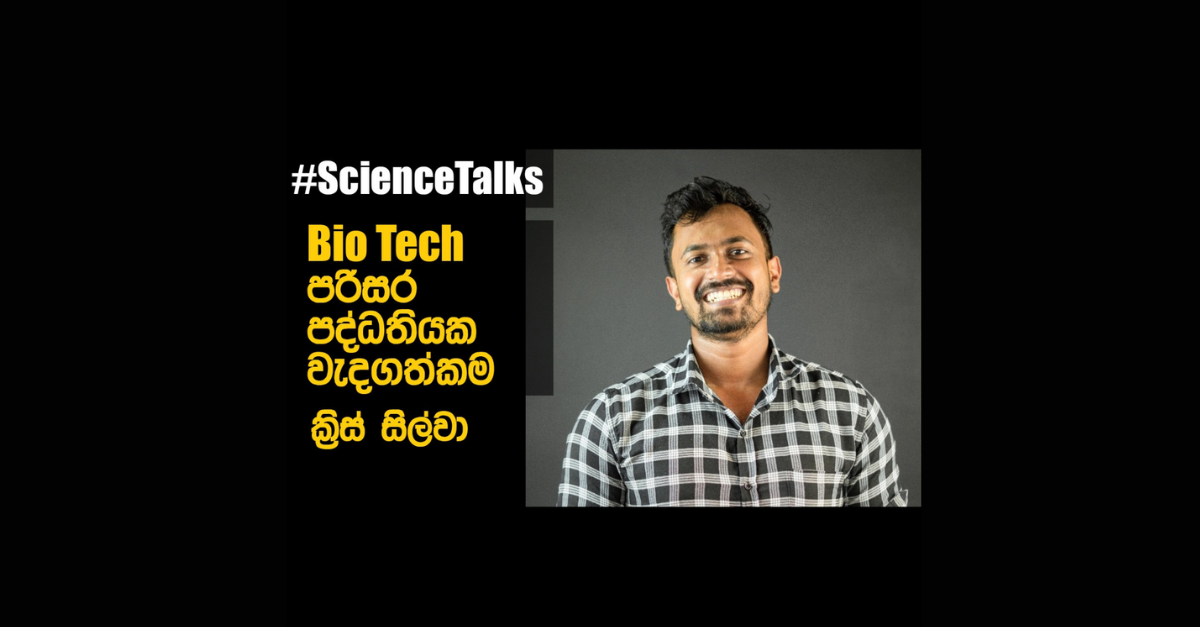 #ScienceTalks
Bio Tech
පරිසර
පද්ධතියක
වැදගත්කම
ක්‍රිස් සිල්වා